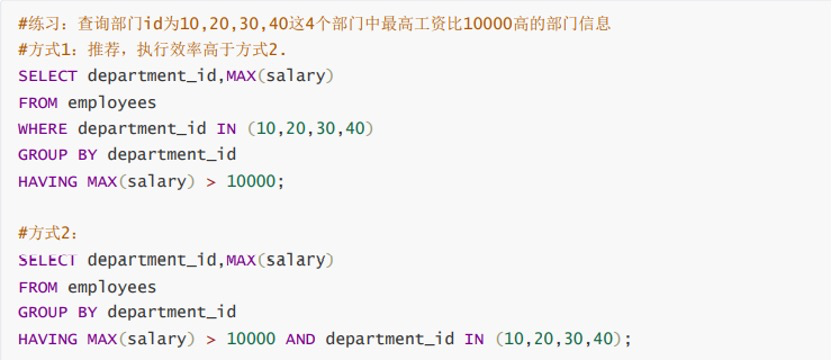 #练习：查询部门id为10,20,30,40这4个部门中最高工资比10000高的部门信息
#方式1：推荐，执行效率高于方式2.
SELECT department_id,MAX(salary)
FROM employees
WHERE department_id IN (10,20,30,40)
GROUP BY department_id
HAVING MAX(salary) > 10000;
#方式2：
SELECT department_id,MAX(salary)
FROM employees
GROUP BY department_id
HAVING MAX(salary) > 10000 AND department_id IN (10,20,30,40);